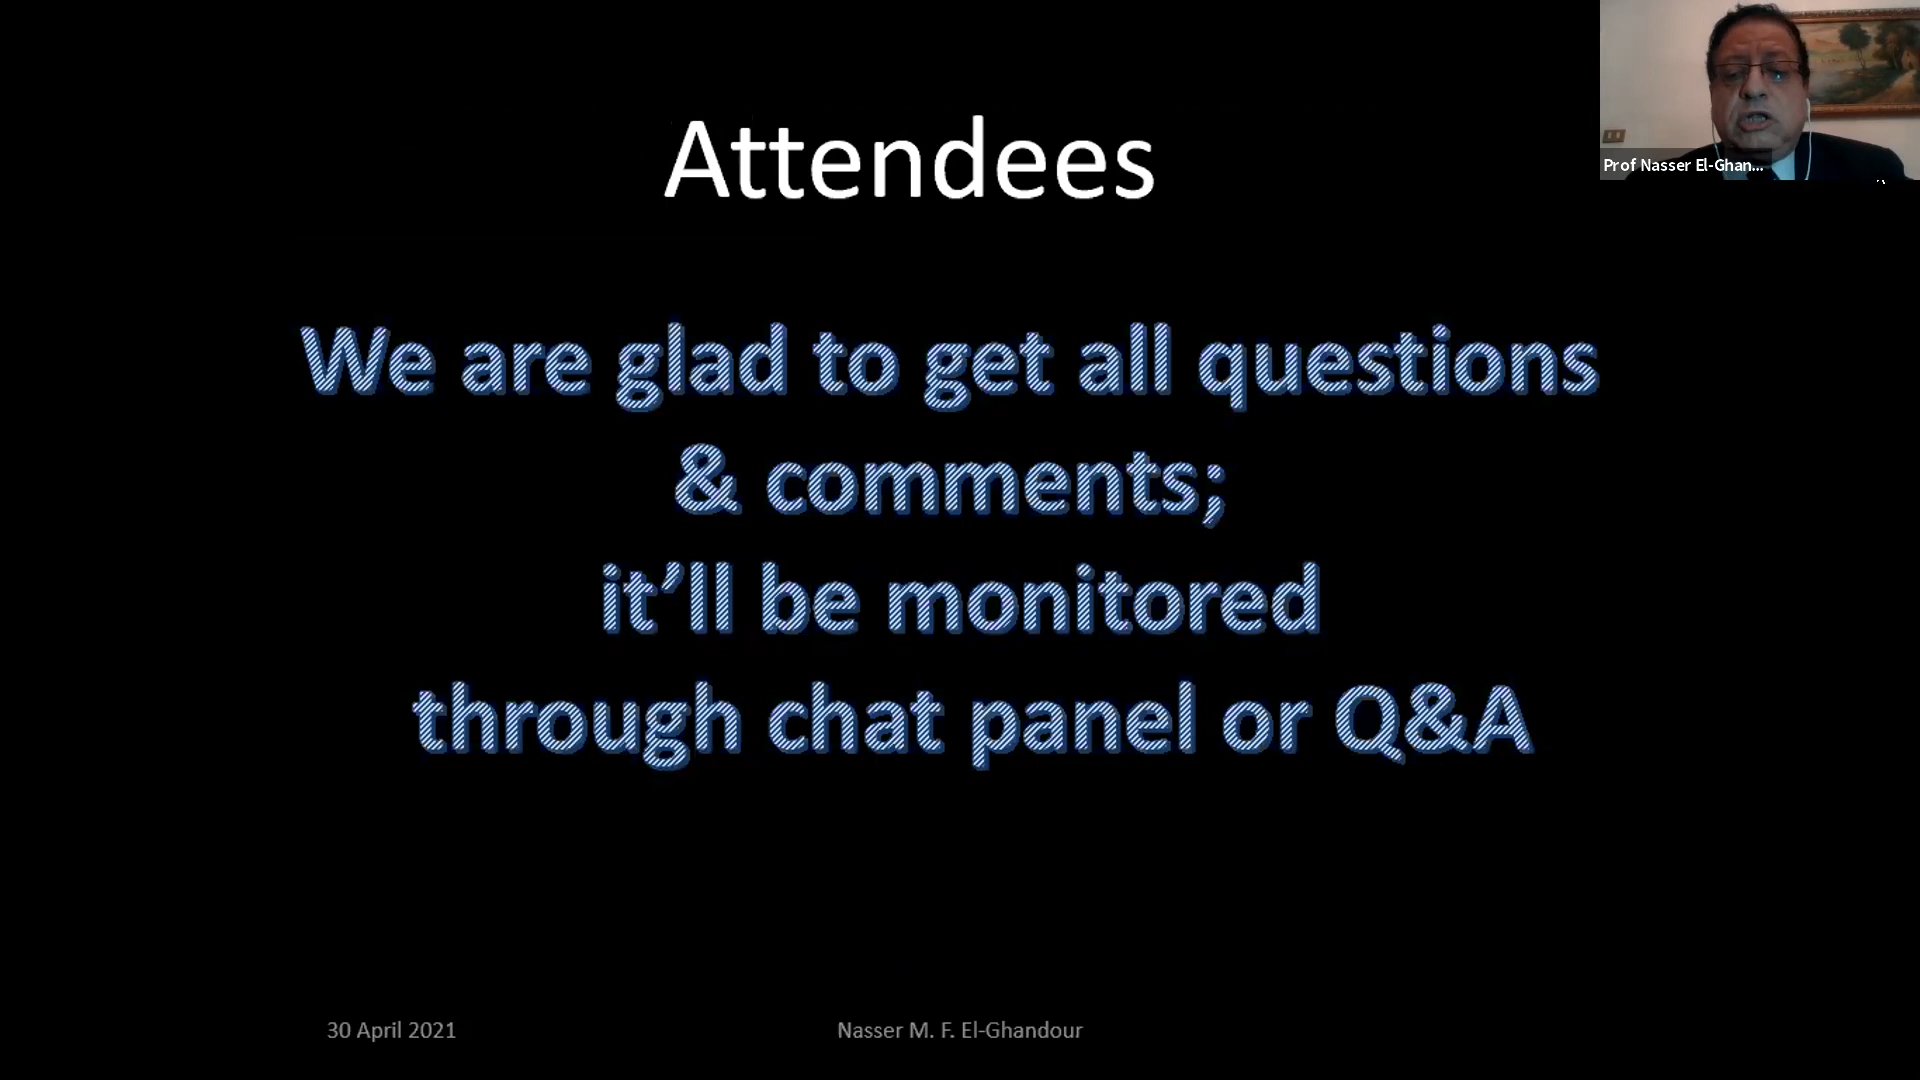 Attendees
Prof Nasser El-Ghan...
We are glad to get all questions
& comments;
it’ll be monitored
through chat panel or Q&A
30 April 2021
Nasser M. F. El-Ghandour